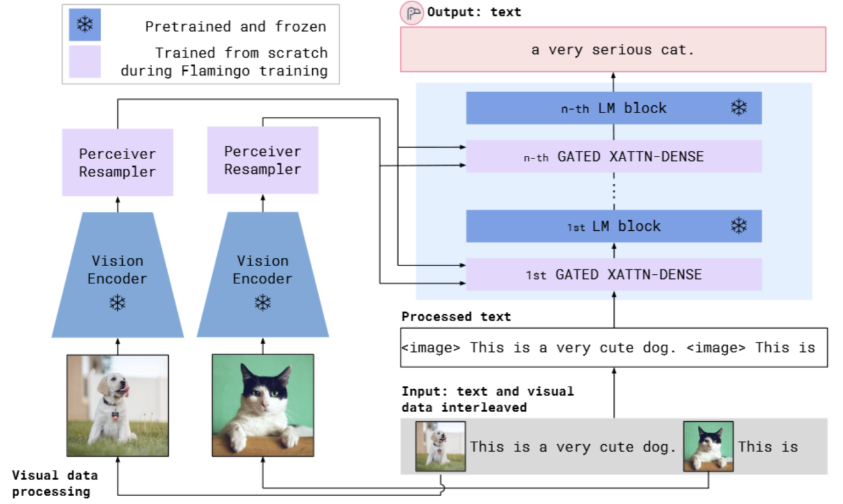 Pretrained and frozen
Trained from scratch
during Flamingo training
Output: text
a very serious cat.
n-th LM block
n-th GATED XATTN-DENSE
1st LM block
1st GATED XATTN-DENSE
Perceiver
Resampler
Perceiver
Resampler
Vision
Encoder
Vision
Encoder
Processed text
<image> This is a very cute dog. <image> This is
Input: text and visual
data interleaved
This is a very cute dog.
This is
Visual data
processing